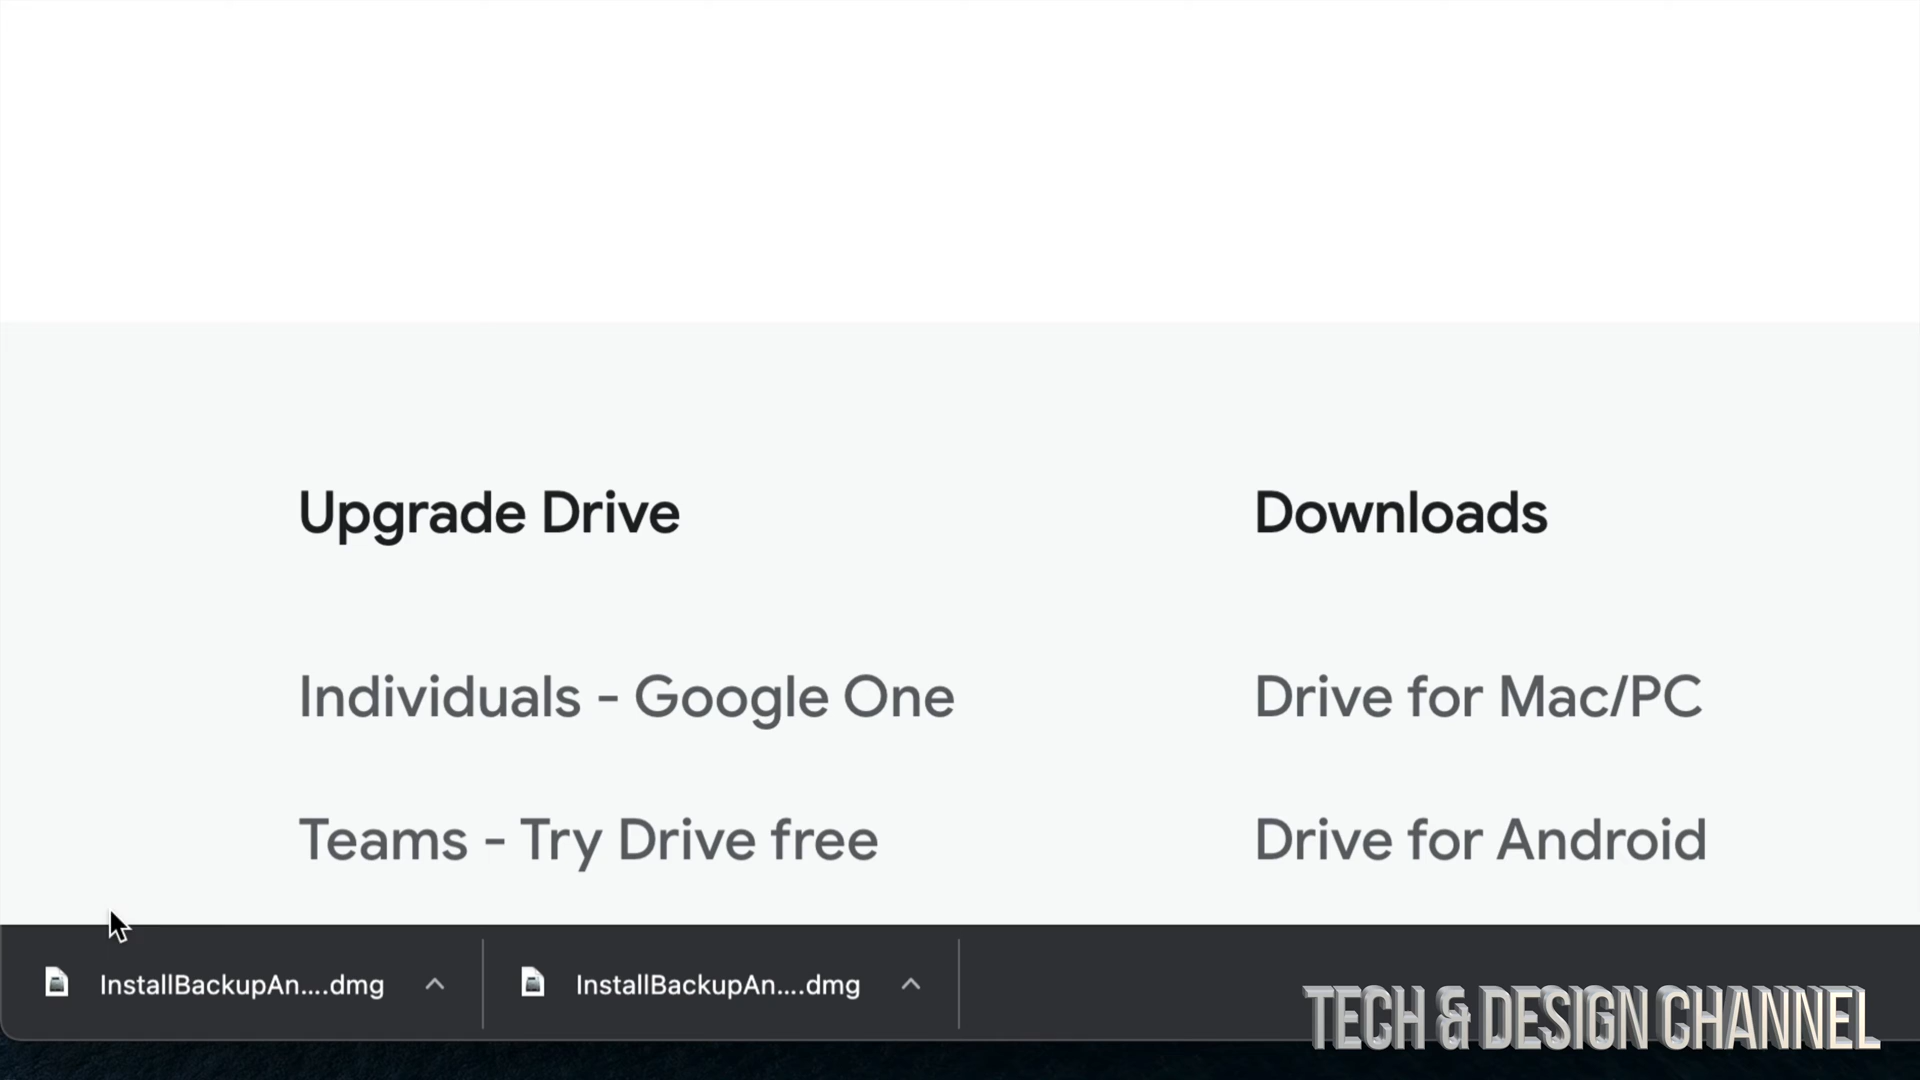 Upgrade Drive
Downloads
Individuals - Google One
Drive for Mac/PC
Teams - Try Drive free
Drive for Android
InstallBackupAn....dmg
InstallBackupAn....dmg
TECH & DESIGN CHANNEL